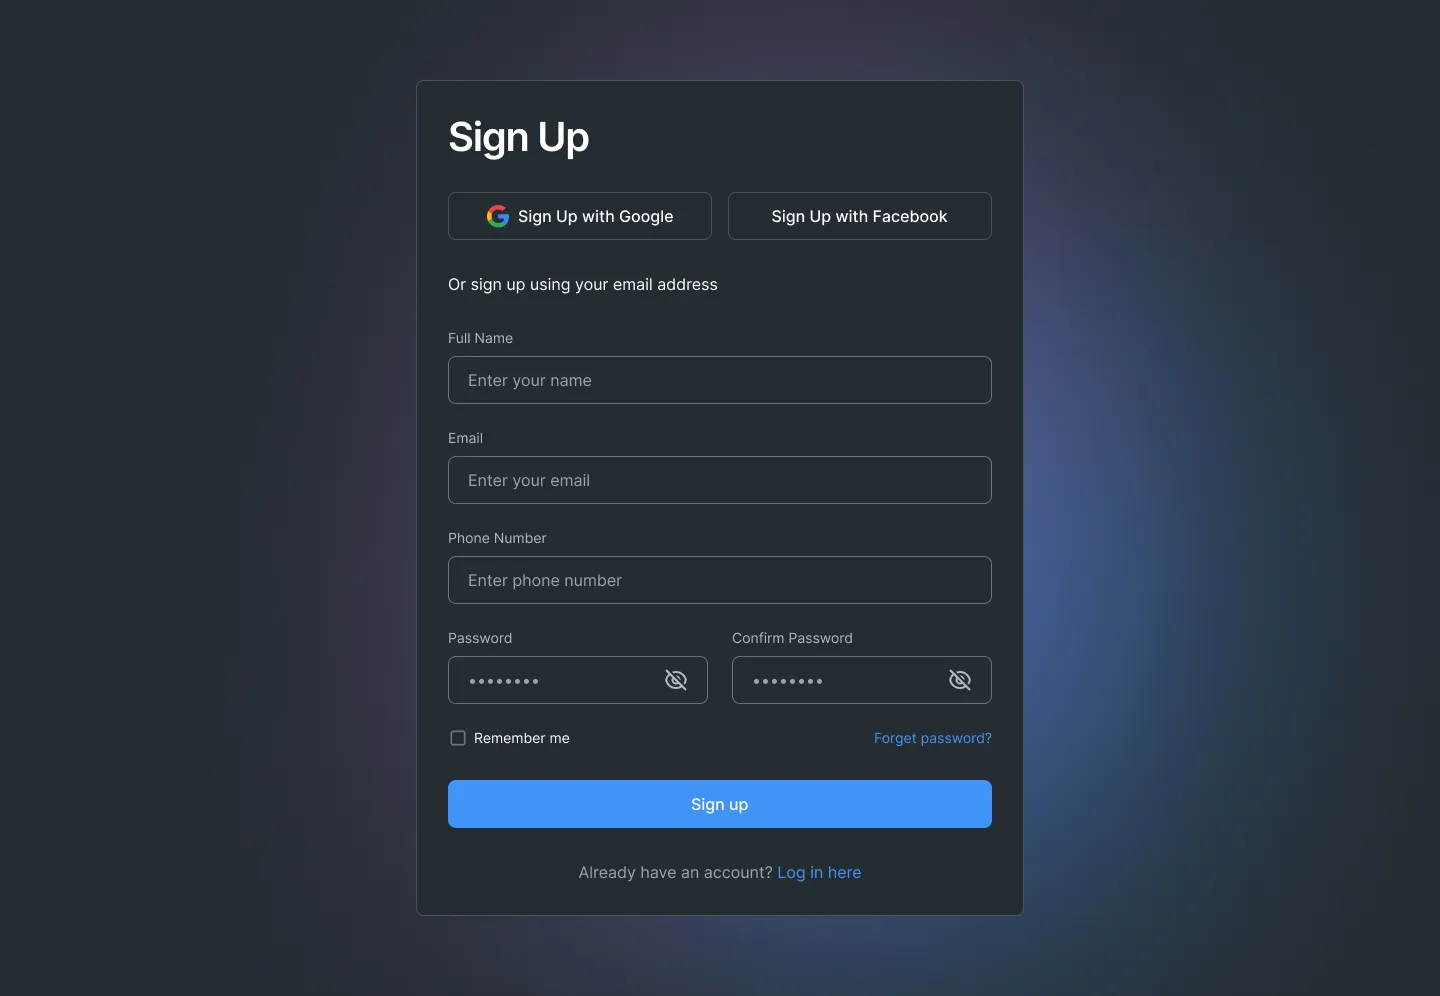 Sign Up
Sign Up with Google
Sign Up with Facebook
Or sign up using your email address
Full Name
Enter your name
Email
Enter your email
Phone Number
Enter phone number
Password
Confirm Password
••••••••
••••••••
Remember me
Forget password?
Sign up
Already have an account? Log in here